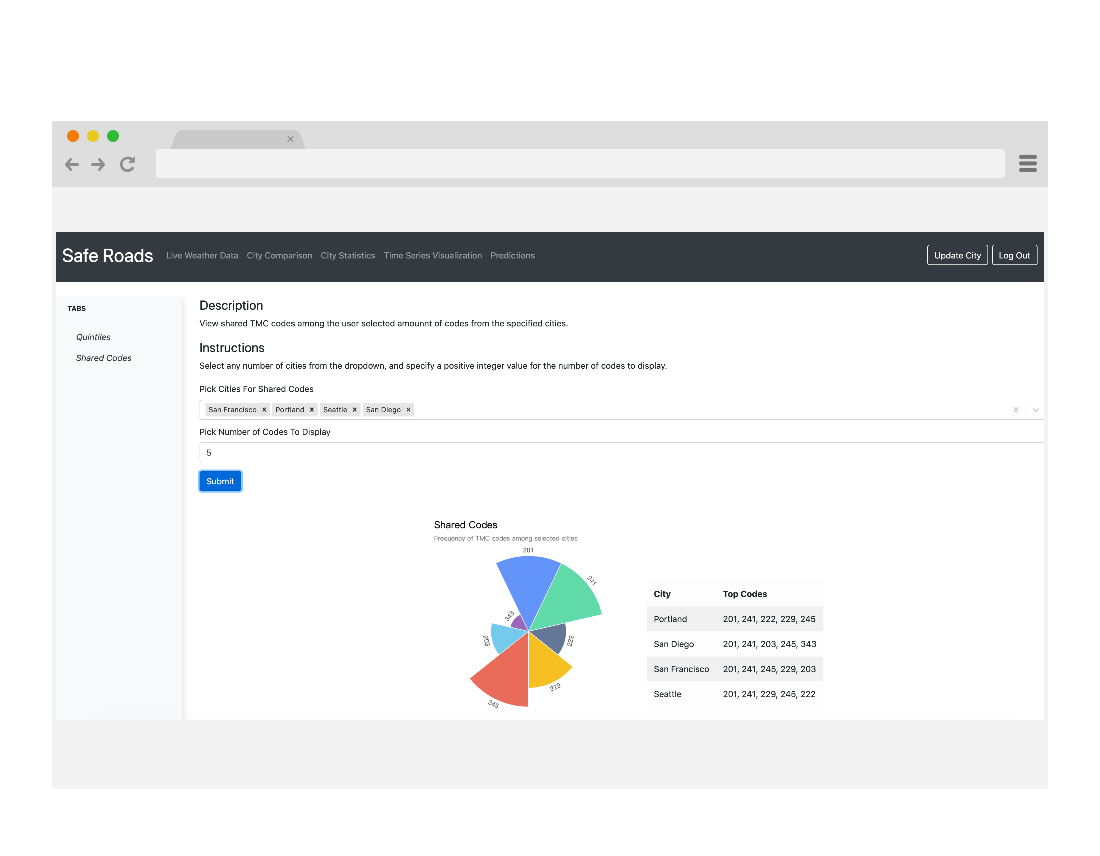 Safe Roads Live Weather Data City Comparison City Statistics Time Series Visualization Predictions Update City Log Out
TABS
Quintiles
Shared Codes
Description
View shared TMC codes among the user selected amounnt of codes from the specified cities.
Instructions
Select any number of cities from the dropdown, and specify a positive integer value for the number of codes to display.
Pick Cities For Shared Codes
San Francisco × Portland × Seattle × San Diego ×
Pick Number of Codes To Display
5
Submit
Shared Codes
Frequency of TMC codes among selected cities
201
241
222
229
245
203
343
City Top Codes
Portland 201, 241, 222, 229, 245
San Diego 201, 241, 203, 245, 343
San Francisco 201, 241, 245, 229, 203
Seattle 201, 241, 229, 245, 222